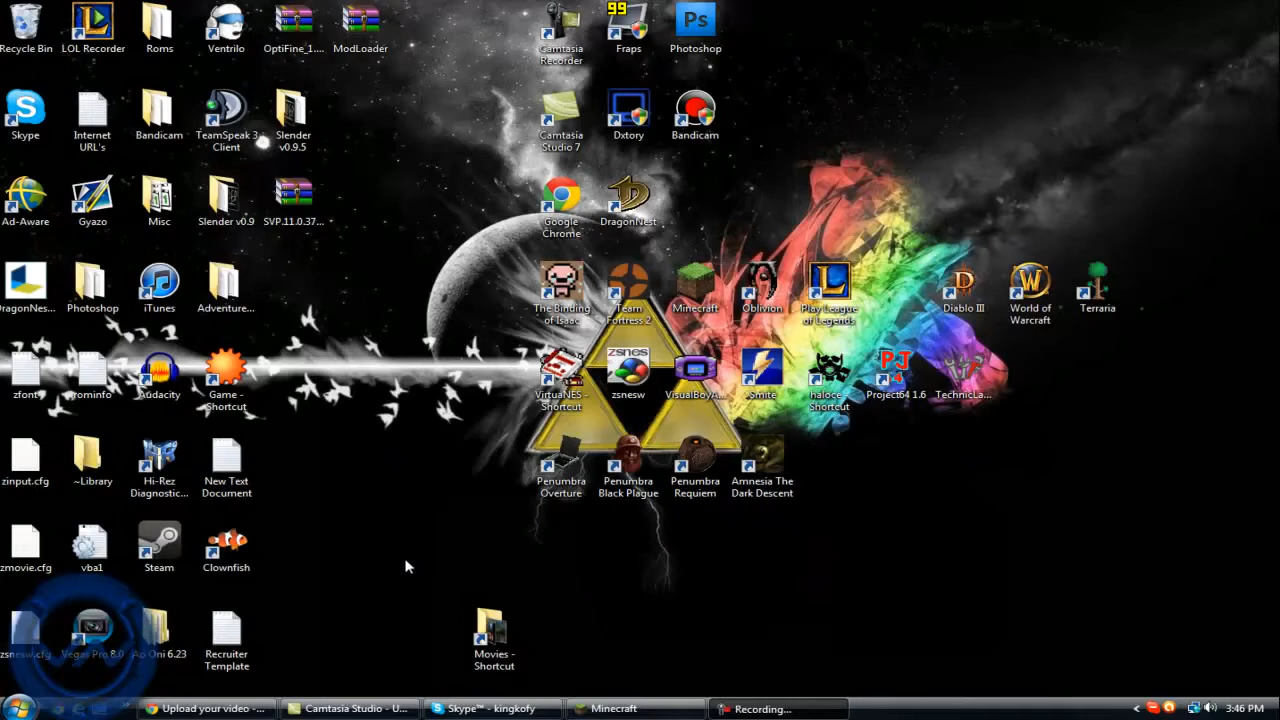 99
Recycle Bin
LOL Recorder
Roms
Ventrilo
OptiFine_1....
ModLoader
Camtasia
Recorder
Fraps
Ps
Photoshop
Skype
Internet
URL's
Bandicam
TeamSpeak 3
Client
Slender
v0.9.5
Camtasia
Studio 7
Dxtory
Bandicam
Ad-Aware
Gyazo
Misc
Slender v0.9
SVP.11.0.37...
Google
Chrome
DragonNest
DragonNes...
Photoshop
iTunes
Adventure...
The Binding
of Isaac
Team
Fortress 2
Minecraft
Oblivion
Play League
of Legends
Diablo III
World of
Warcraft
Terraria
zfont
rominfo
Audacity
Game -
Shortcut
VirtuaNES -
Shortcut
zsnes
zsnesw
VisualBoyA...
Smite
haloce -
Shortcut
PJ
Project64 1.6
TechnicLa...
zinput.cfg
~Library
Hi-Rez
Diagnostic...
New Text
Document
Penumbra
Overture
Penumbra
Black Plague
Penumbra
Requiem
Amnesia The
Dark Descent
zmovie.cfg
vba1
Steam
Clownfish
zsnesw.cfg
Vegas Pro 8.0
Ao Oni 6.23
Recruiter
Template
Movies -
Shortcut
Upload your video -...
Camtasia Studio - U...
Skype™ - kingkofy
Minecraft
Recording...
3:46 PM